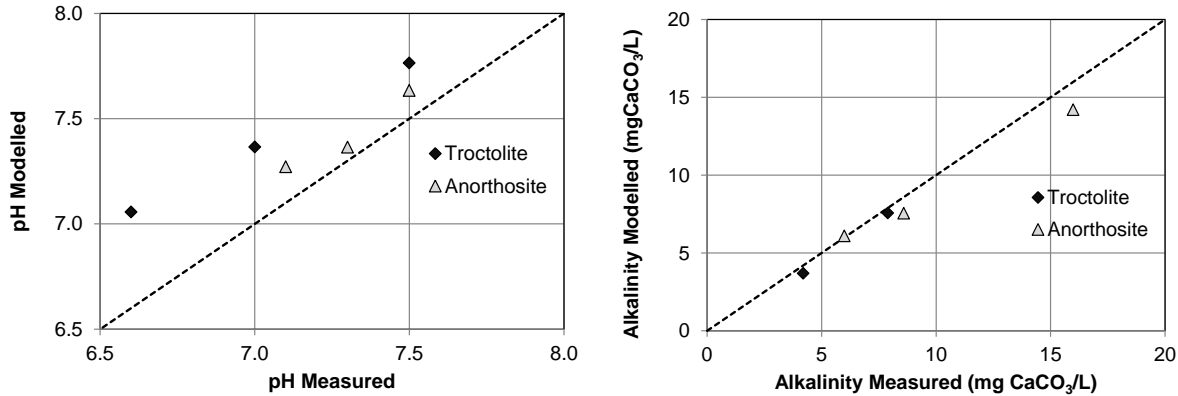 8.0
7.5
7.0
6.5
6.5
7.0
7.5
8.0
pH Modelled
pH Measured
Troctolite
Anorthosite
20
15
10
5
0
0
5
10
15
20
Alkalinity Modelled (mgCaCO3/L)
Alkalinity Measured (mg CaCO3/L)
Troctolite
Anorthosite